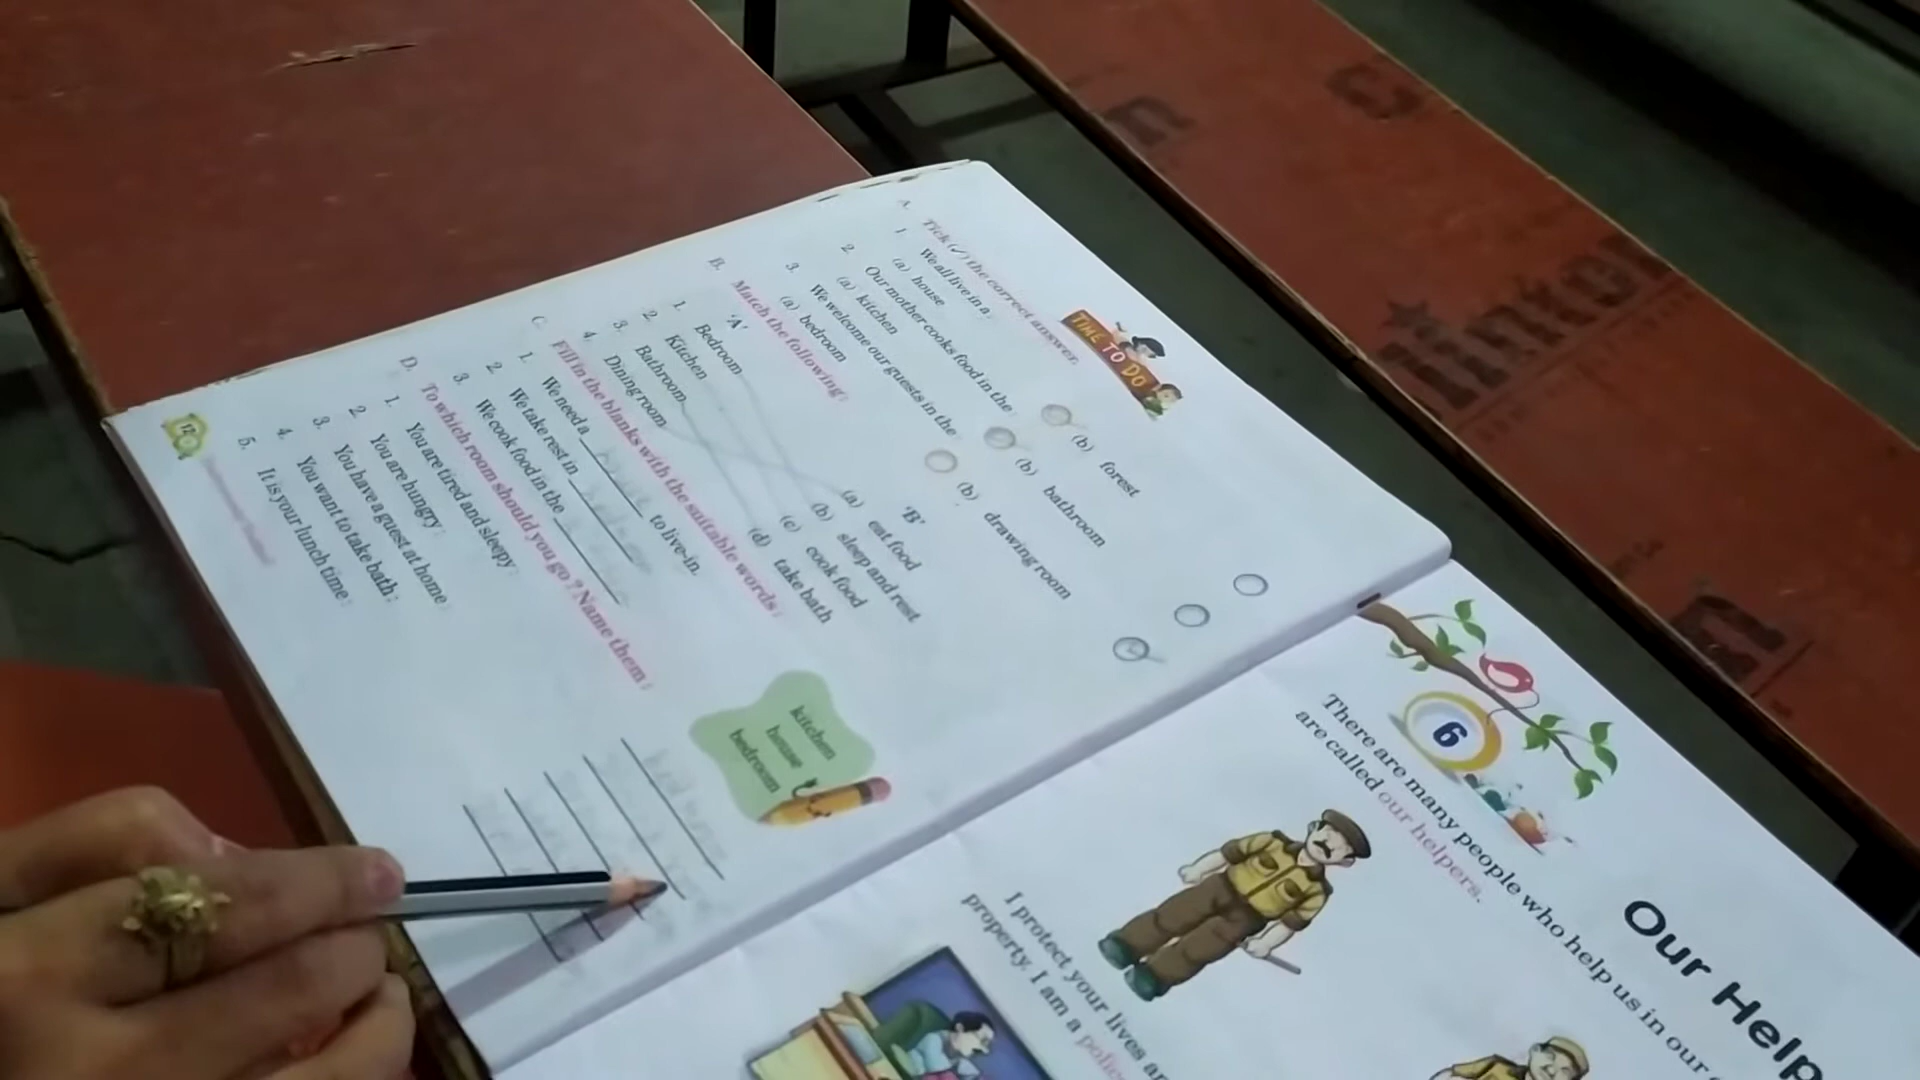 TIME TO DO
A. Tick (✓) the correct answer.
1. We all live in a :
(a) house (b) forest
2. Our mother cooks food in the
(a) kitchen (b) bathroom
3. We welcome our guests in the
(a) bedroom (b) drawing room
B. Match the following :
'A' 'B'
1. Bedroom (a) eat food
2. Kitchen (b) sleep and rest
3. Bathroom (c) cook food
4. Dining room (d) take bath
C. Fill in the blanks with the suitable words :
1. We need a to live-in.
2. We take rest in
3. We cook food in the
kitchen
house
bedroom
D. To which room should you go ? Name them :
1. You are tired and sleepy :
2. You are hungry :
3. You have a guest at home :
4. You want to take bath :
5. It is your lunch time :
12
6
Our Help
There are many people who help us in our
are called our helpers.
I protect your lives an
property. I am a polic